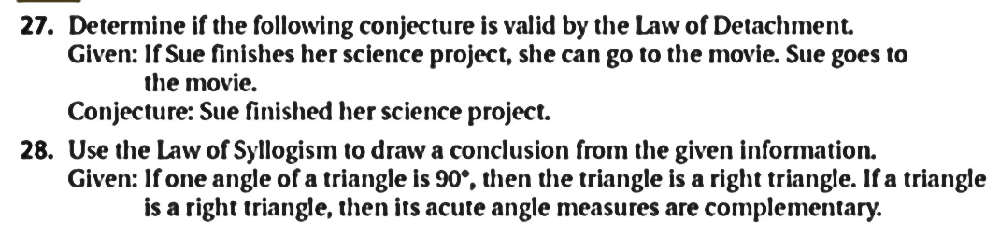 27. Determine if the following conjecture is valid by the Law of Detachment.
Given: If Sue finishes her science project, she can go to the movie. Sue goes to
the movie.
Conjecture: Sue finished her science project.
28. Use the Law of Syllogism to draw a conclusion from the given information.
Given: If one angle of a triangle is 90°, then the triangle is a right triangle. If a triangle
is a right triangle, then its acute angle measures are complementary.